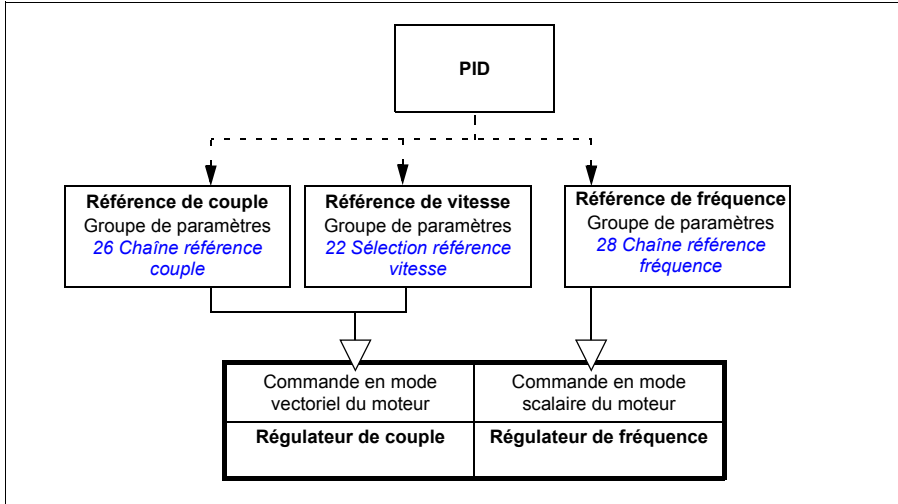 PID
Référence de couple
Groupe de paramètres
26 Chaîne référence
couple
Référence de vitesse
Groupe de paramètres
22 Sélection référence
vitesse
Référence de fréquence
Groupe de paramètres
28 Chaîne référence
fréquence
Commande en mode
vectoriel du moteur
Commande en mode
scalaire du moteur
Régulateur de couple
Régulateur de fréquence